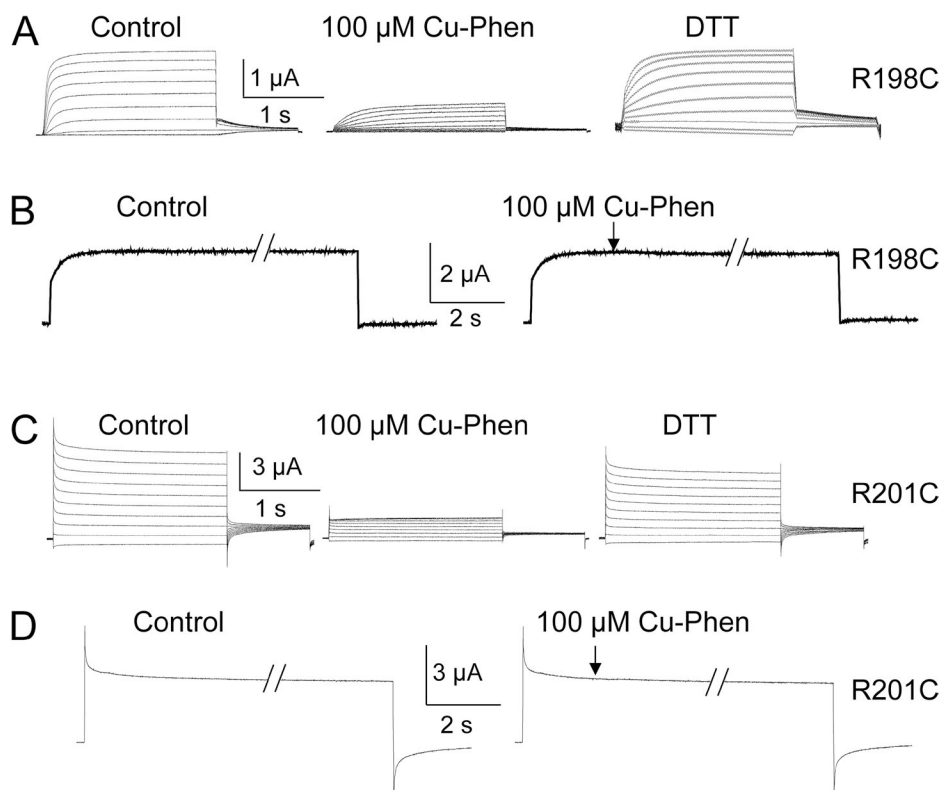 A Control 100 µM Cu-Phen DTT
R198C
1 µA
1 s
B Control 100 µM Cu-Phen
R198C
2 µA
2 s
C Control 100 µM Cu-Phen DTT
3 µA
1 s
R201C
D Control 100 µM Cu-Phen
3 µA
R201C
2 s